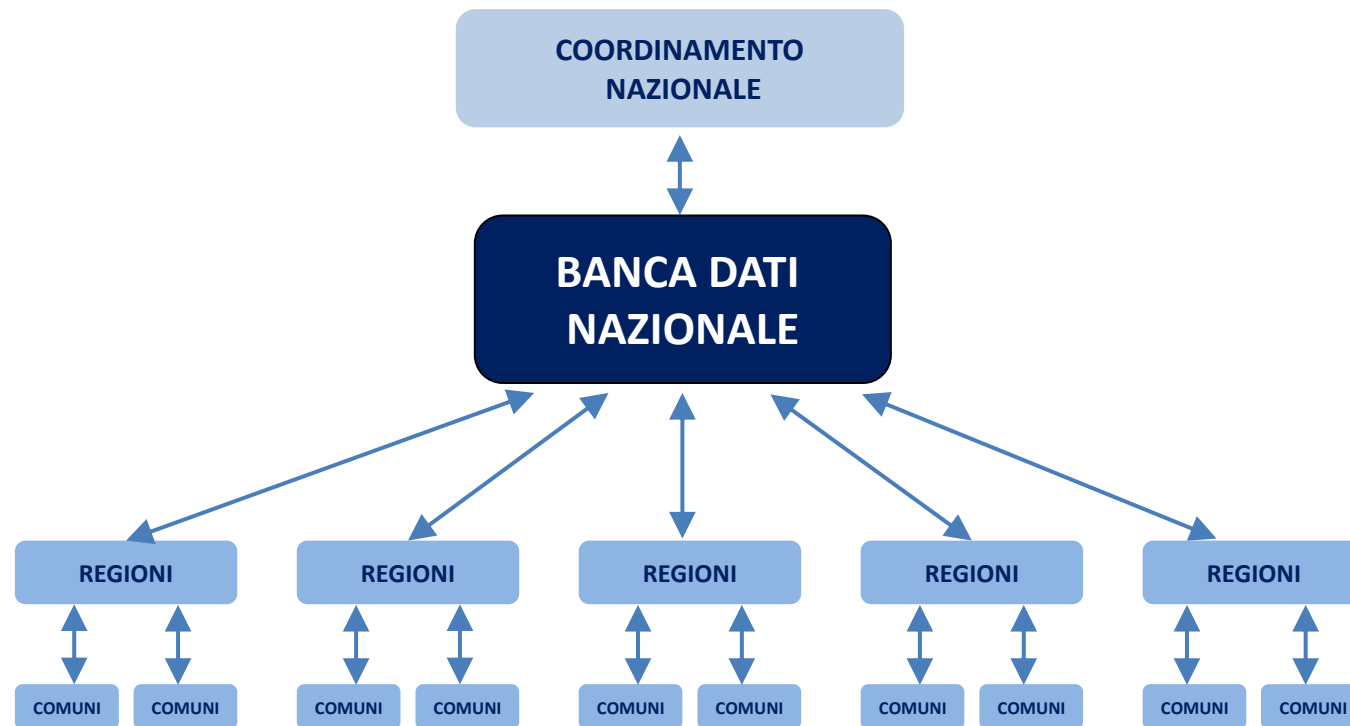 COORDINAMENTO
NAZIONALE
BANCA DATI
NAZIONALE
REGIONI
REGIONI
REGIONI
REGIONI
REGIONI
COMUNI
COMUNI
COMUNI
COMUNI
COMUNI
COMUNI
COMUNI
COMUNI
COMUNI
COMUNI